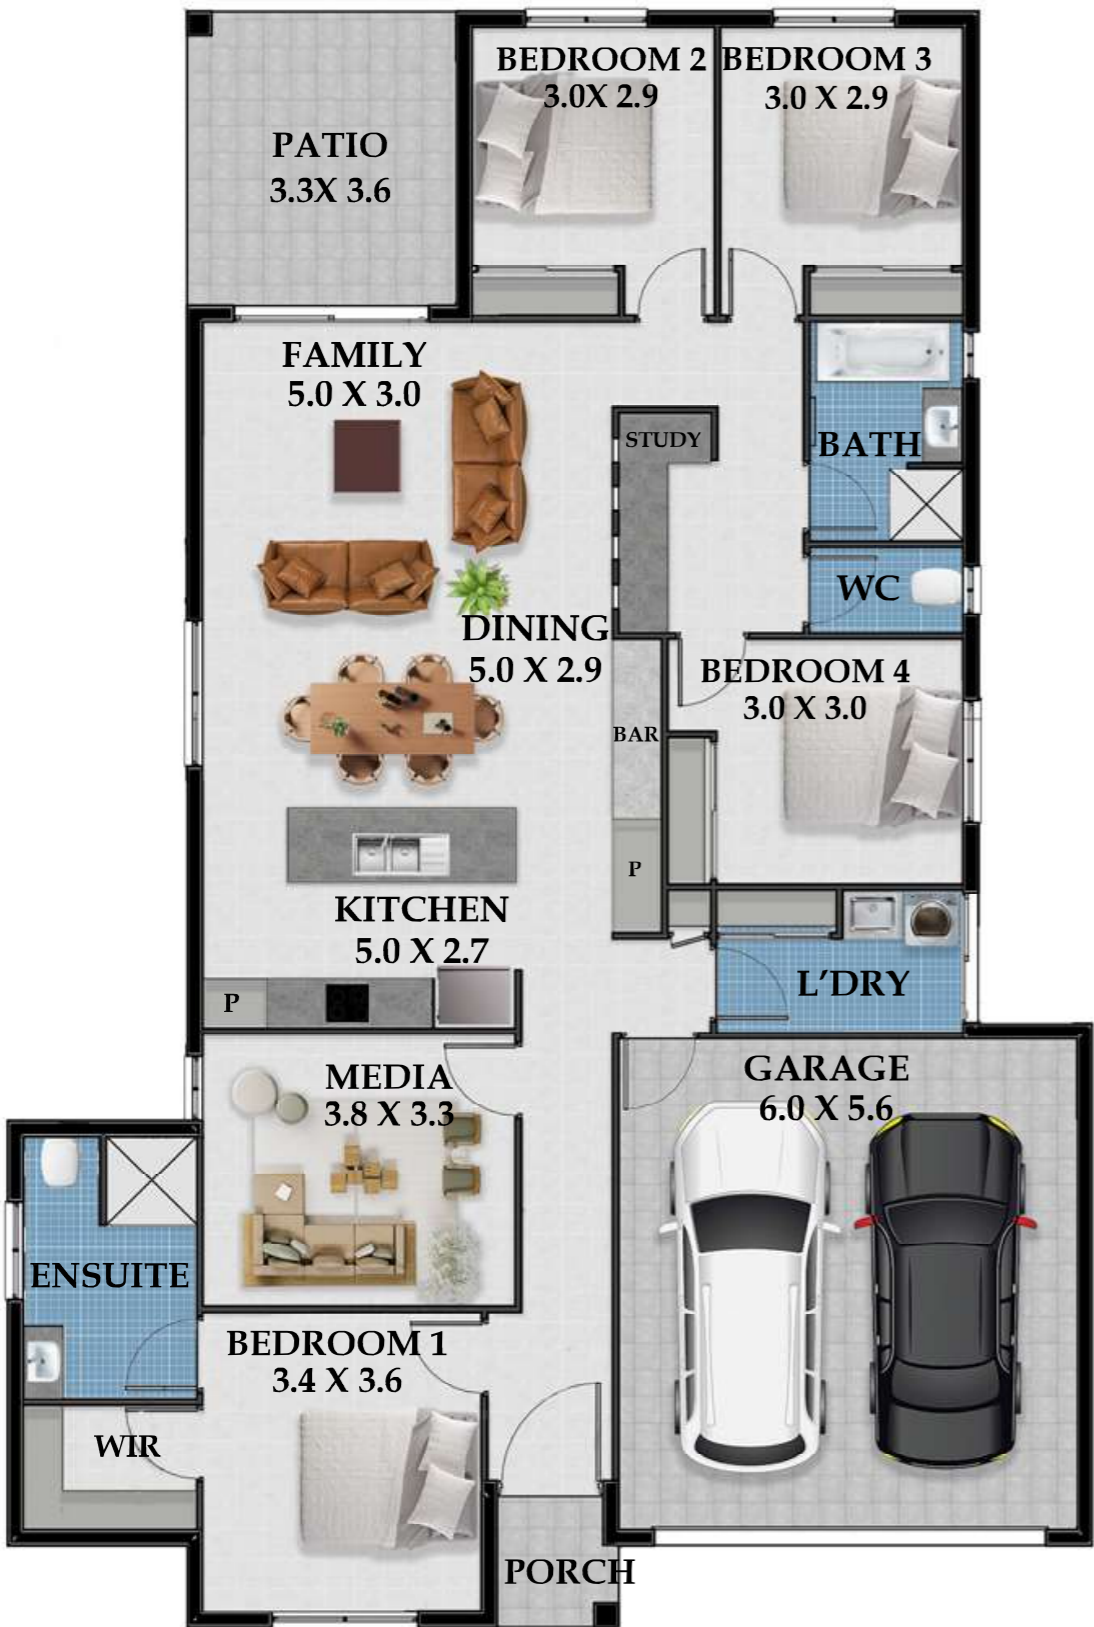 BEDROOM 2
3.0X 2.9
BEDROOM 3
3.0 X 2.9
PATIO
3.3X 3.6
FAMILY
5.0 X 3.0
STUDY
BATH
WC
DINING
5.0 X 2.9
BEDROOM 4
3.0 X 3.0
BAR
P
KITCHEN
5.0 X 2.7
L'DRY
P
MEDIA
3.8 X 3.3
GARAGE
6.0 X 5.6
ENSUITE
BEDROOM 1
3.4 X 3.6
WIR
PORCH